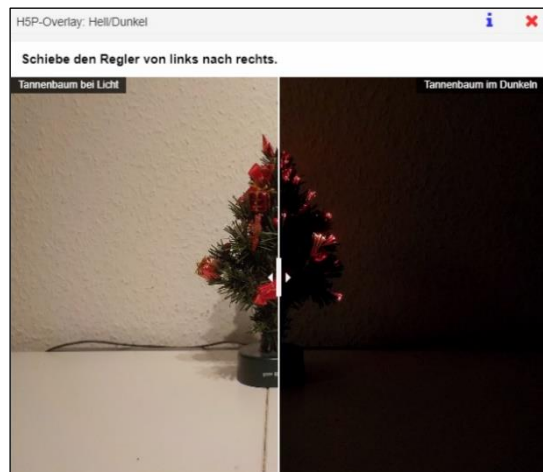 H5P-Overlay: Hell/Dunkel
Schiebe den Regler von links nach rechts.
Tannenbaum bei Licht
Tannenbaum im Dunkeln